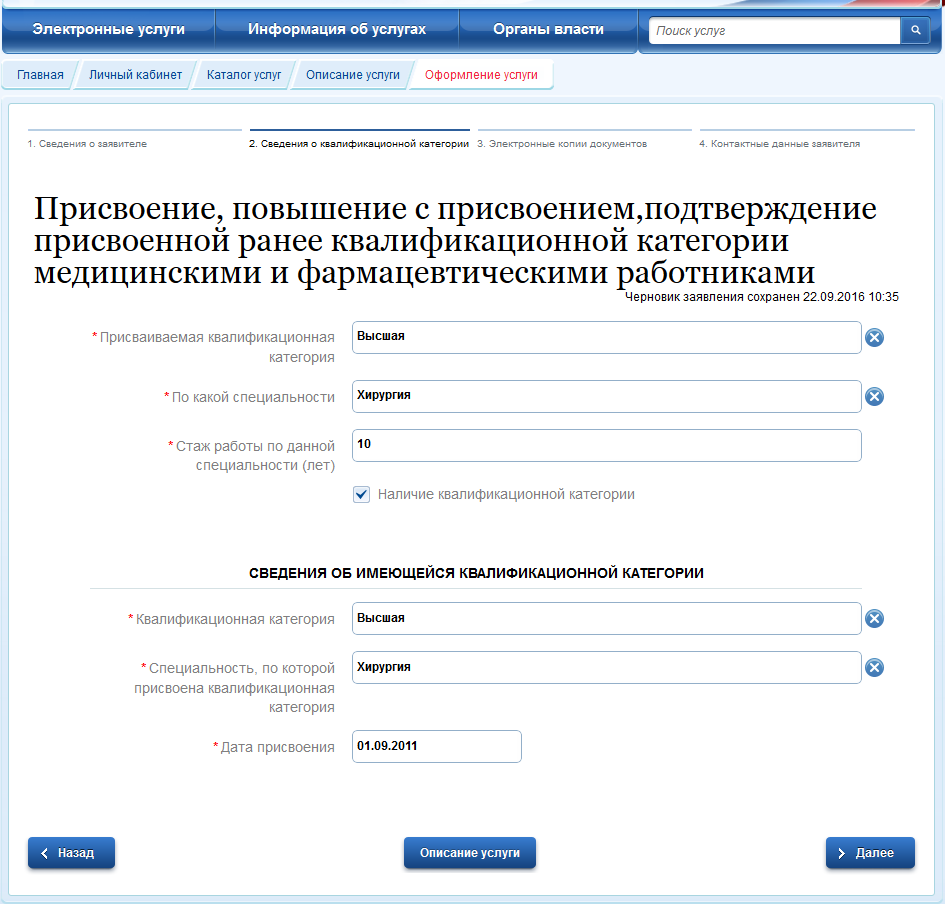 Электронные услуги
Информация об услугах
Органы власти
Поиск услуг
Главная
Личный кабинет
Каталог услуг
Описание услуги
Оформление услуги
1. Сведения о заявителе
2. Сведения о квалификационной категории
3. Электронные копии документов
4. Контактные данные заявителя
Присвоение, повышение с присвоением,подтверждение
присвоенной ранее квалификационной категории
медицинскими и фармацевтическими работниками
Черновик заявления сохранен 22.09.2016 10:35
* Присваиваемая квалификационная
категория
Высшая
* По какой специальности
Хирургия
* Стаж работы по данной
специальности (лет)
10
Наличие квалификационной категории
СВЕДЕНИЯ ОБ ИМЕЮЩЕЙСЯ КВАЛИФИКАЦИОННОЙ КАТЕГОРИИ
* Квалификационная категория
Высшая
* Специальность, по которой
присвоена квалификационная
категория
Хирургия
* Дата присвоения
01.09.2011
Назад
Описание услуги
Далее